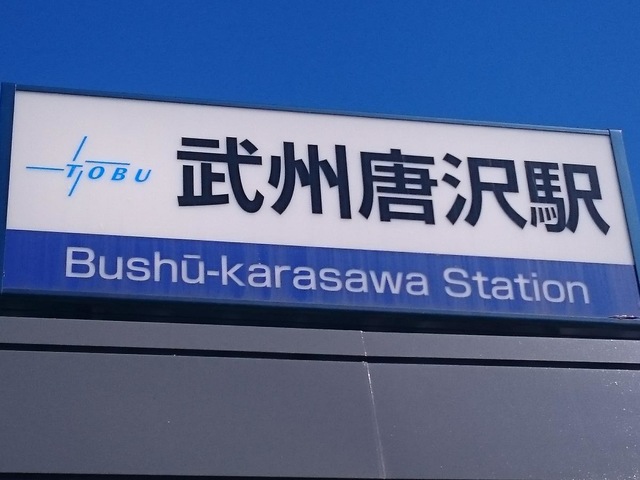 TOBU 武州唐沢駅
Bushū-karasawa Station